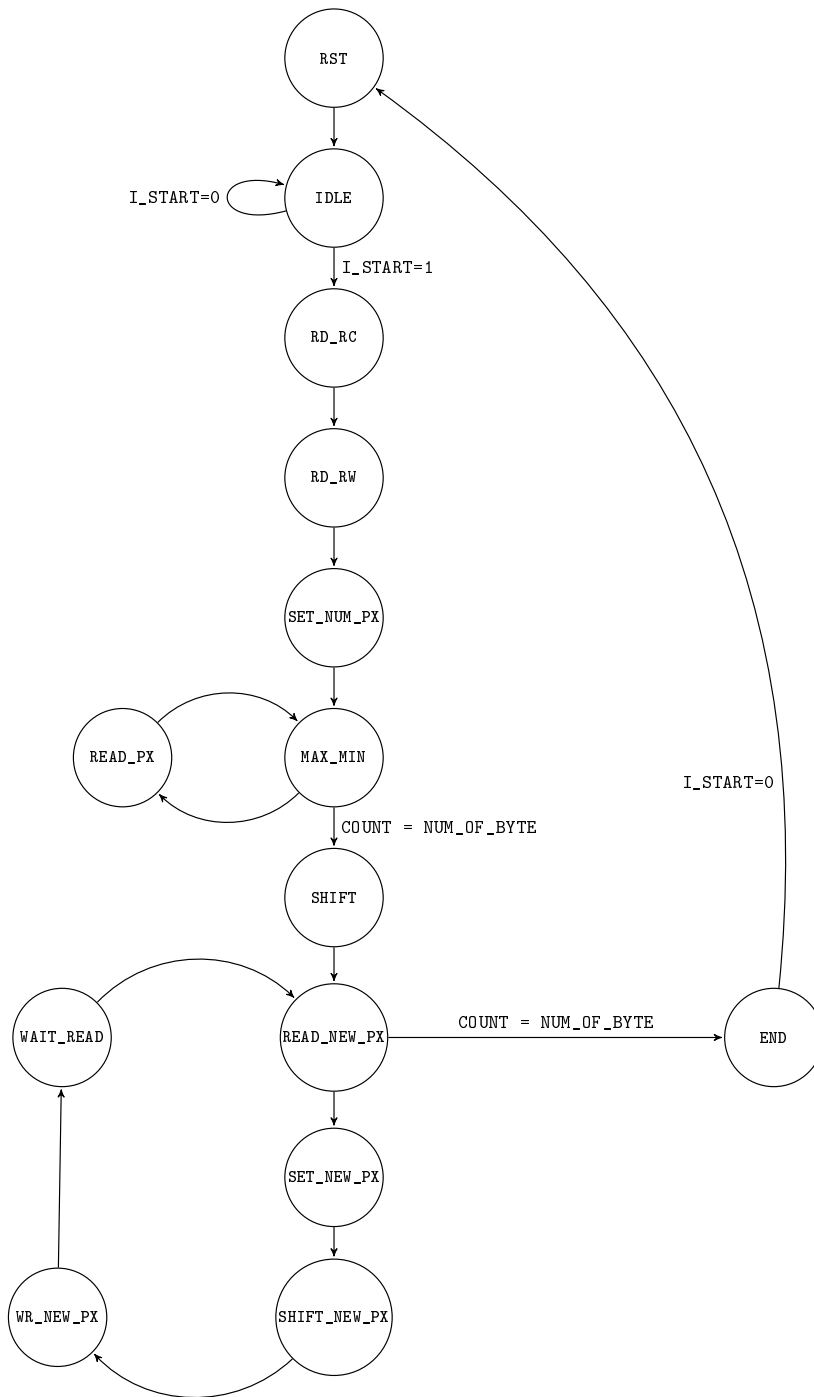 RST
I_START=0
IDLE
I_START=1
RD_RC
RD_RW
SET_NUM_PX
READ_PX
MAX_MIN
I_START=0
COUNT = NUM_OF_BYTE
SHIFT
COUNT = NUM_OF_BYTE
WAIT_READ
READ_NEW_PX
END
SET_NEW_PX
WR_NEW_PX
SHIFT_NEW_PX